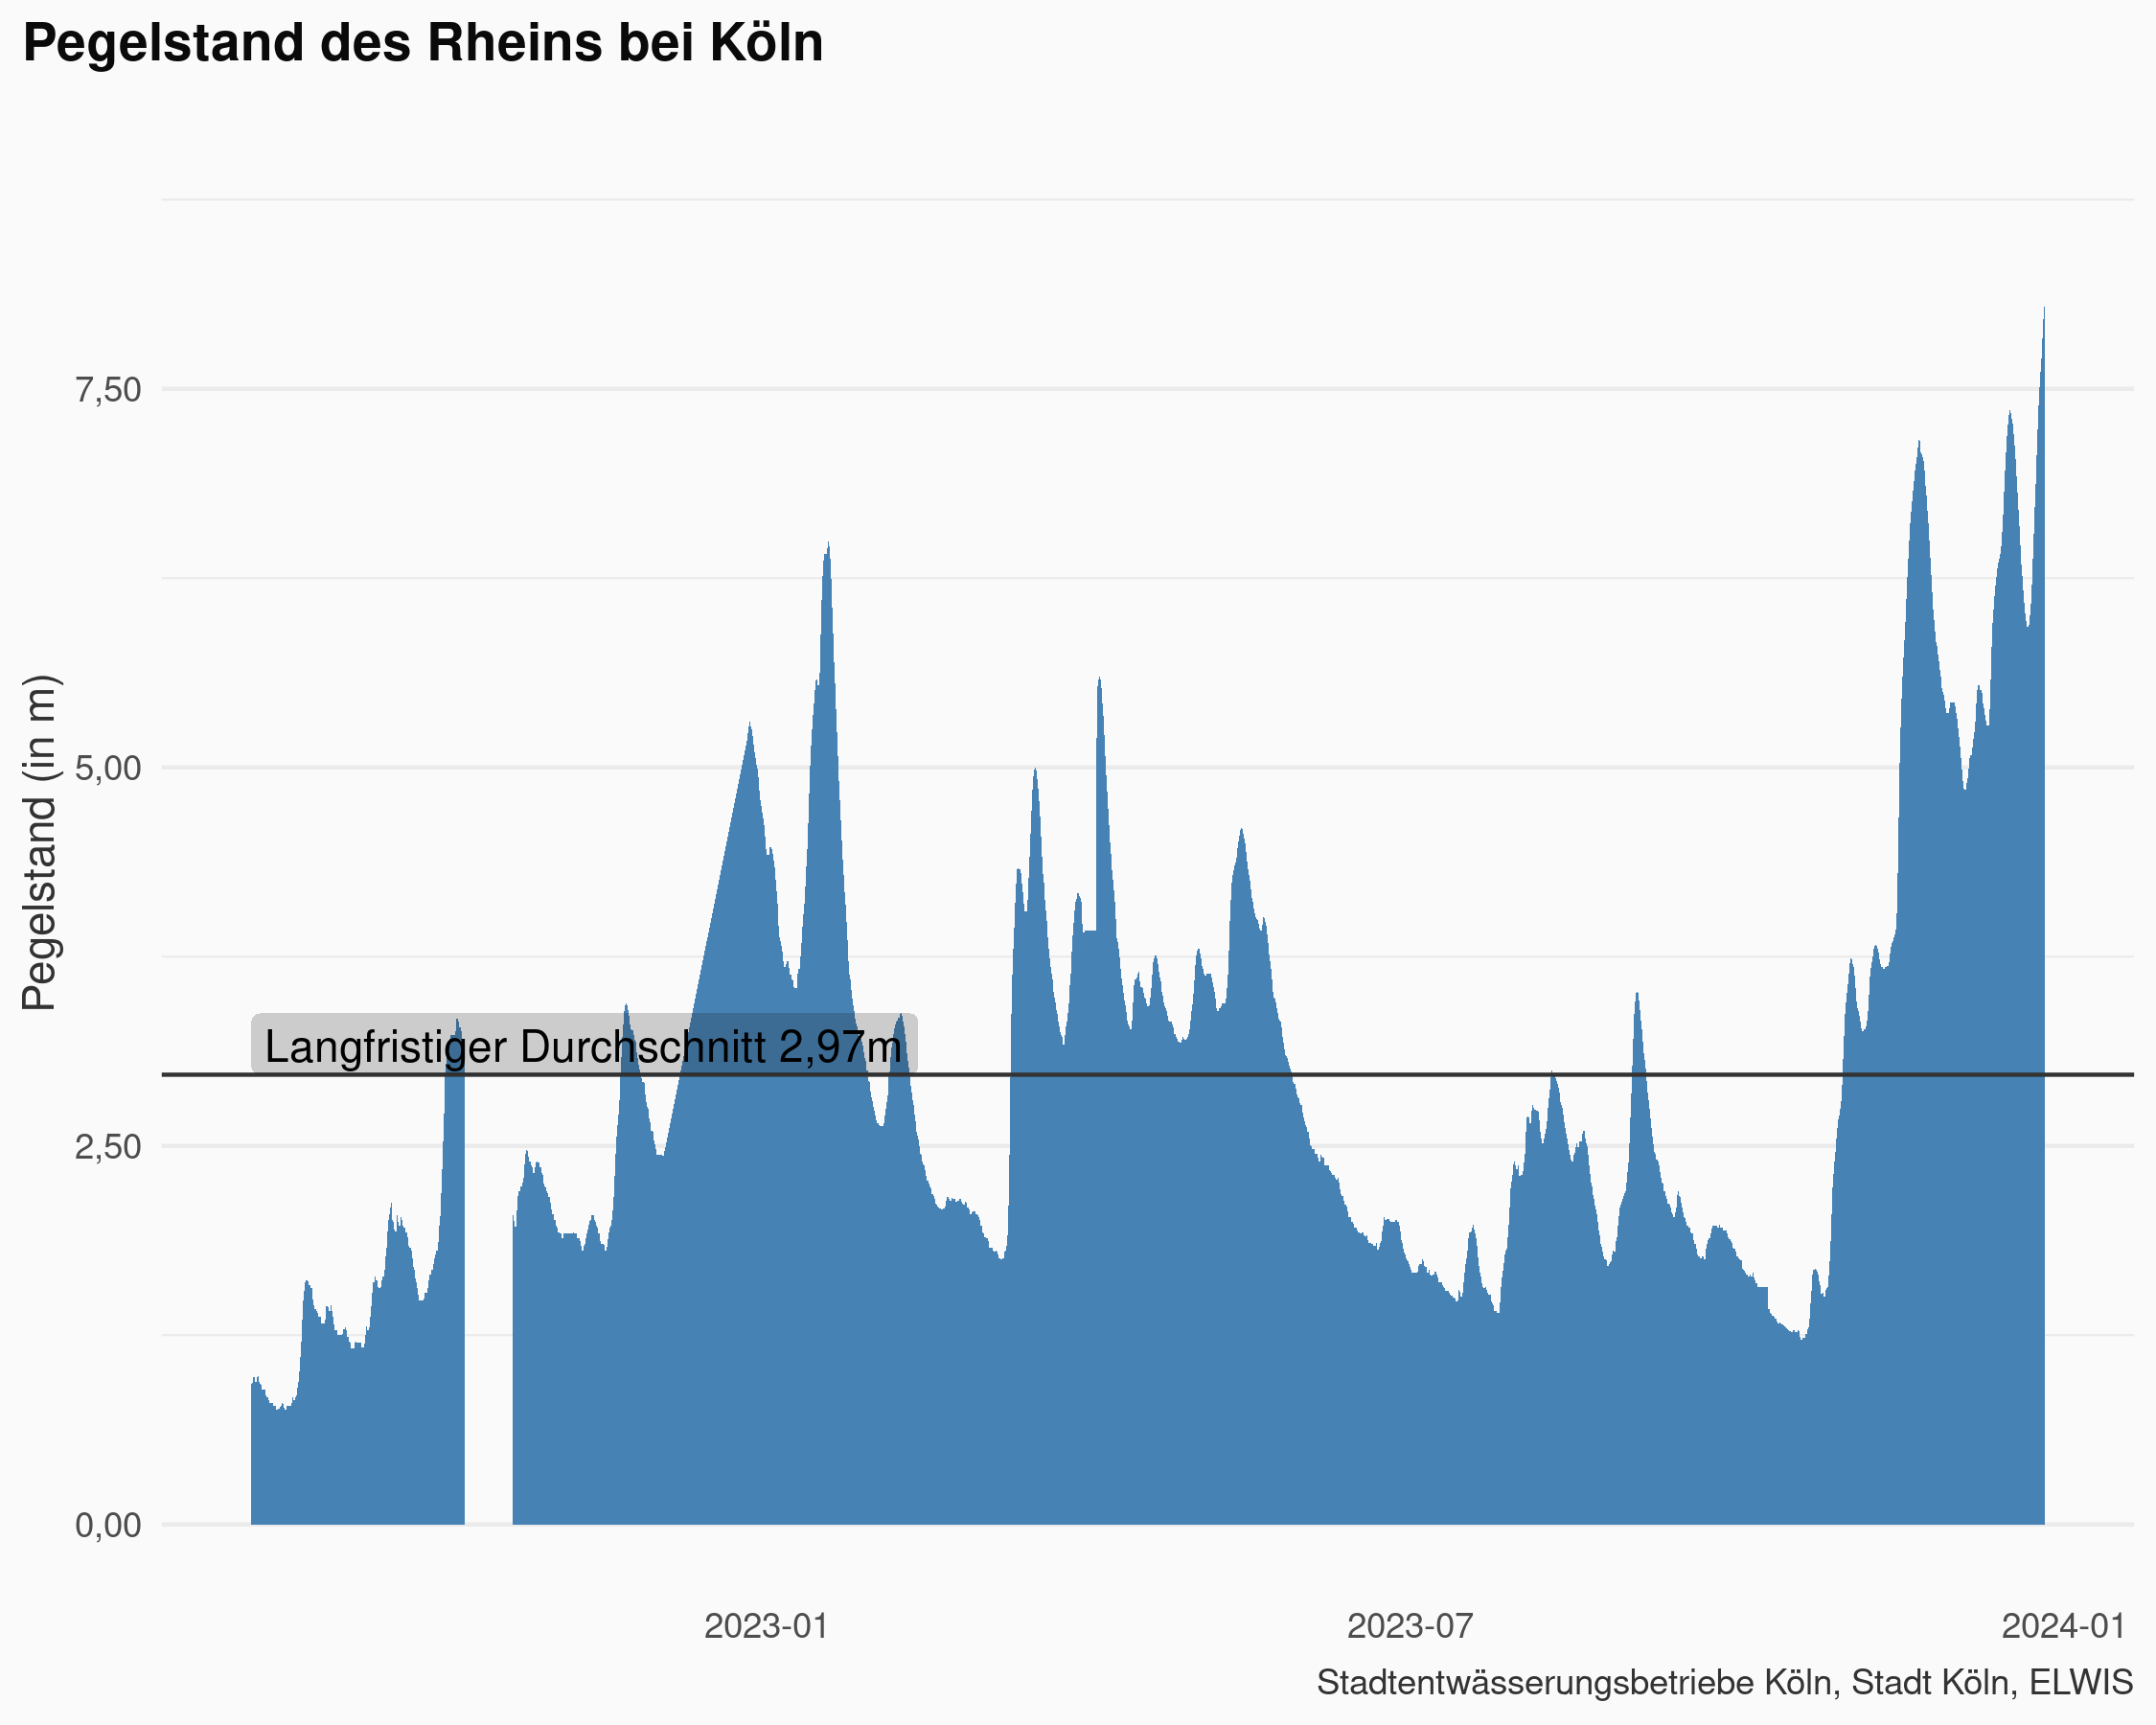 Pegelstand des Rheins bei Köln
Pegelstand (in m)
7,50
5,00
2,50
0,00
Langfristiger Durchschnitt 2,97m
2023-01
2023-07
2024-01
Stadtentwässerungsbetriebe Köln, Stadt Köln, ELWIS